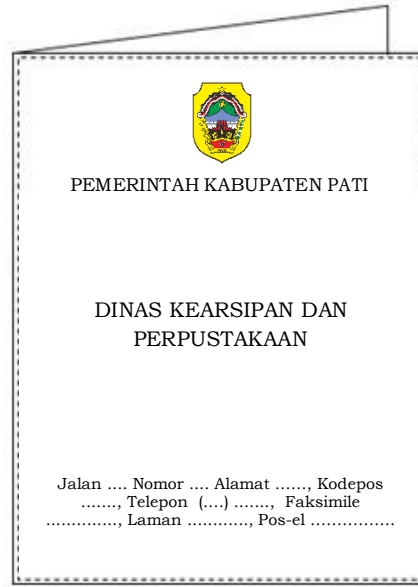 PEMERINTAH KABUPATEN PATI
DINAS KEARSIPAN DAN
PERPUSTAKAAN
Jalan .... Nomor .... Alamat ......, Kodepos
......., Telepon (....) ......., Faksimile
.............., Laman ............, Pos-el ................